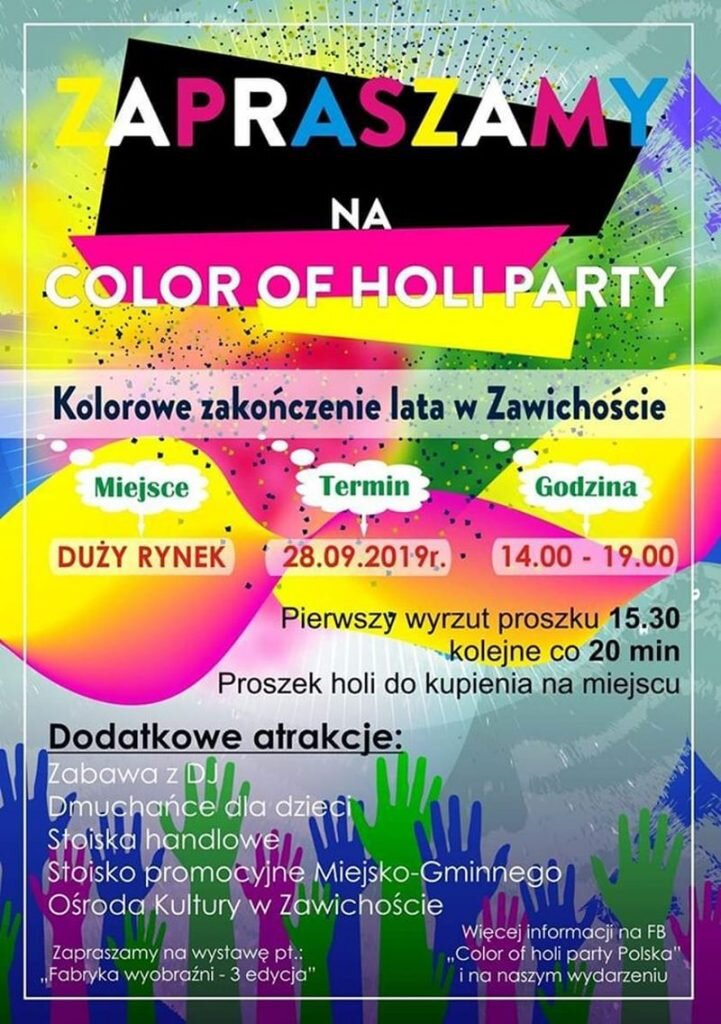 ZAPRASZAMY
NA
COLOR OF HOLI PARTY
Kolorowe zakończenie lata w Zawichoście
Miejsce
DUŻY RYNEK
Termin
28.09.2019r.
Godzina
14.00 - 19.00
Pierwszy wyrzut proszku 15.30
kolejne co 20 min
Proszek holi do kupienia na miejscu
Dodatkowe atrakcje:
Zabawa z DJ
Dmuchańce dla dzieci
Stoiska handlowe
Stoisko promocyjne Miejsko-Gminnego
Ośroda Kultury w Zawichoście
Zapraszamy na wystawę pt.:
„Fabryka wyobraźni - 3 edycja"
Więcej informacji na FB
„Color of holi party Polska"
i na naszym wydarzeniu